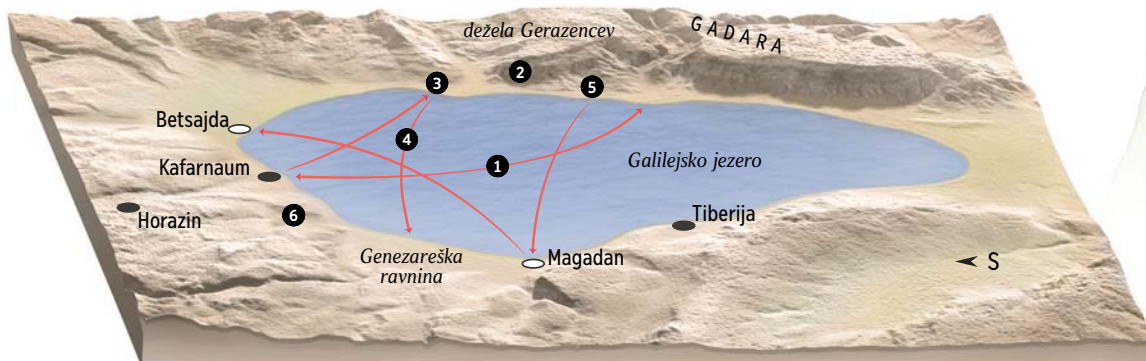 dežela Gerazencev
GADARA
3
2
5
Betsajda
4
Kafarnaum
1
Galilejsko jezero
Horazin
6
Tiberija
Genezareška
ravnina
Magadan
S